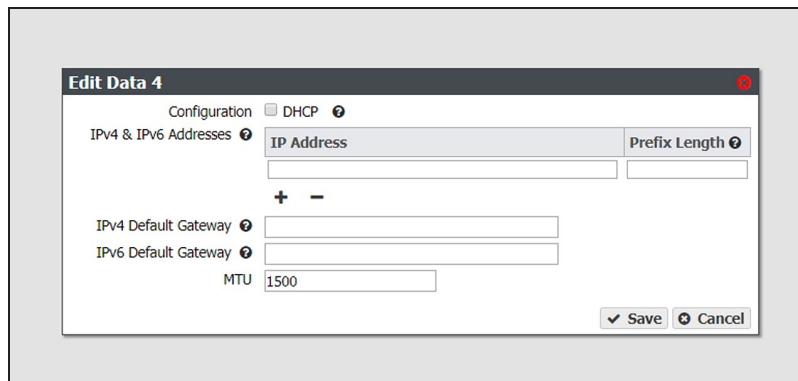 Edit Data 4
Configuration DHCP
IPv4 & IPv6 Addresses IP Address Prefix Length
+ −
IPv4 Default Gateway
IPv6 Default Gateway
MTU 1500
Save Cancel